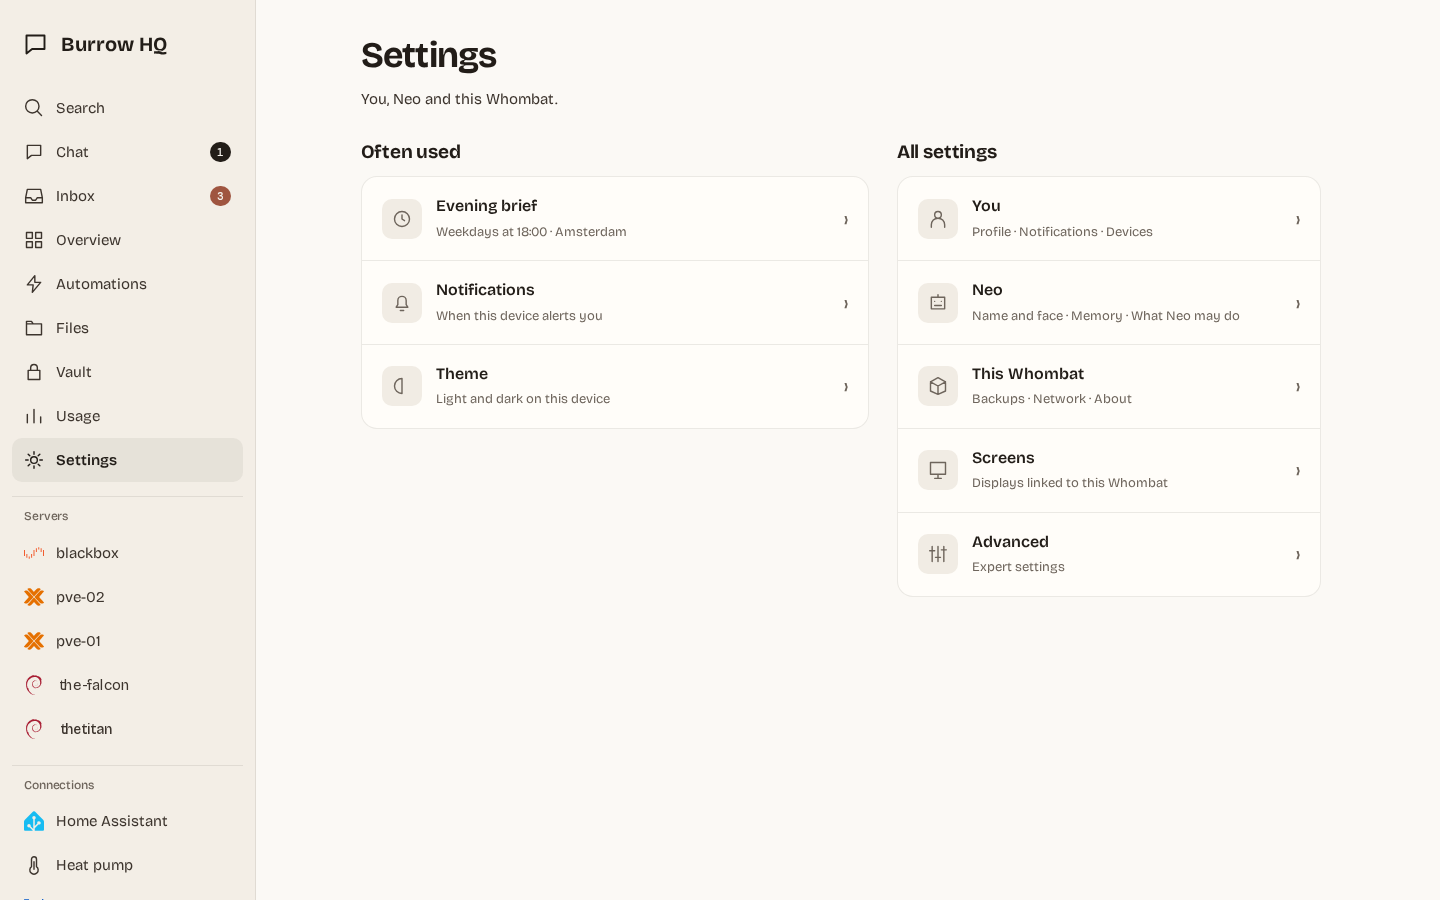 Burrow HQ
Search
Chat 1
Inbox 3
Overview
Automations
Files
Vault
Usage
Settings
Servers
blackbox
pve-02
pve-01
the-falcon
thetitan
Connections
Home Assistant
Heat pump
Settings
You, Neo and this Whombat.
Often used
Evening brief
Weekdays at 18:00 · Amsterdam
Notifications
When this device alerts you
Theme
Light and dark on this device
All settings
You
Profile · Notifications · Devices
Neo
Name and face · Memory · What Neo may do
This Whombat
Backups · Network · About
Screens
Displays linked to this Whombat
Advanced
Expert settings